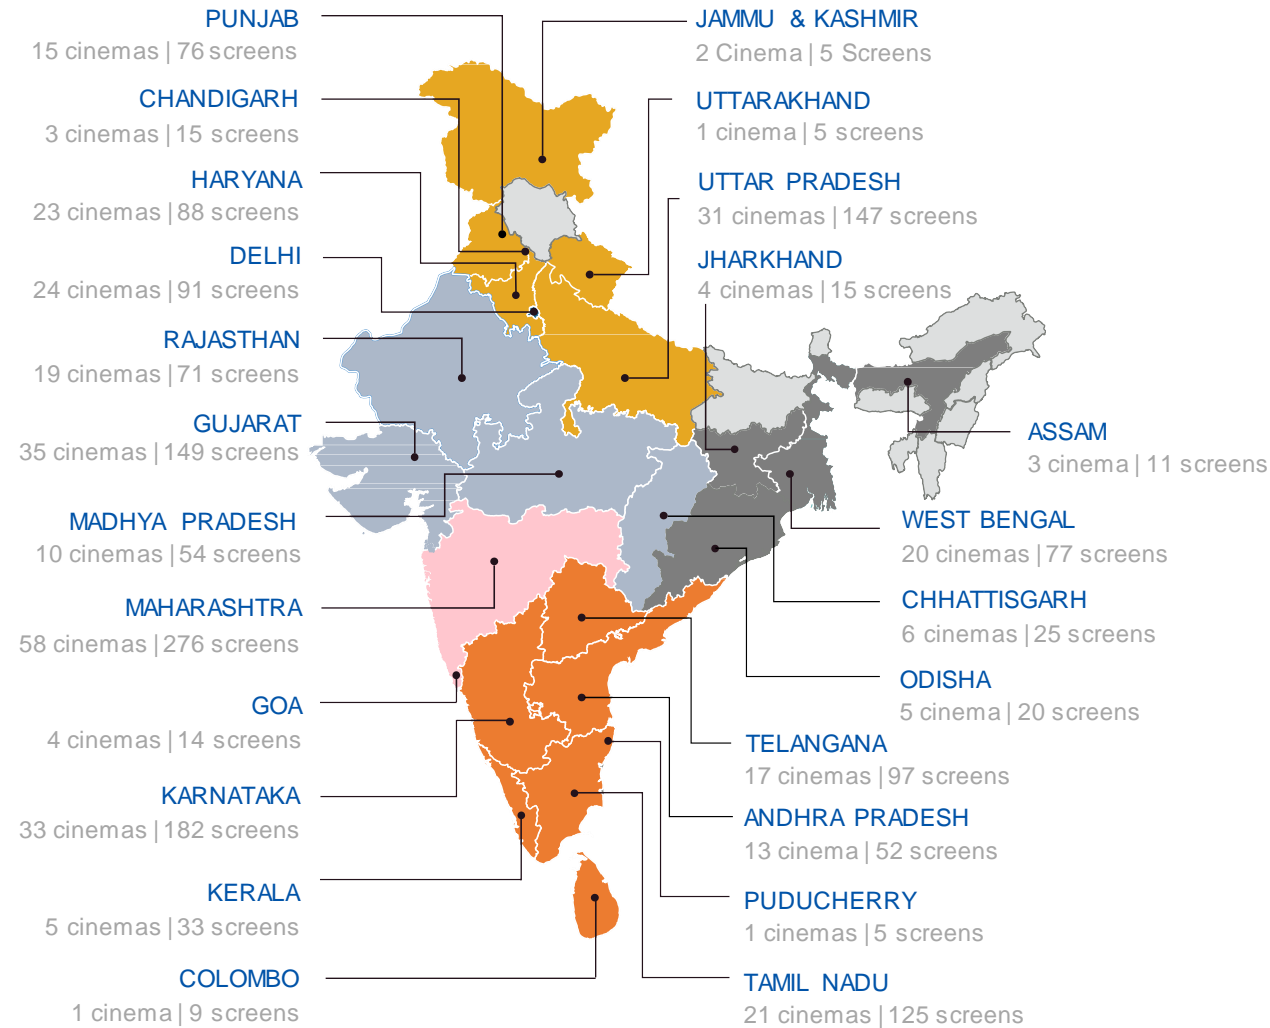 PUNJAB
15 cinemas | 76 screens
CHANDIGARH
3 cinemas | 15 screens
HARYANA
23 cinemas | 88 screens
DELHI
24 cinemas | 91 screens
RAJASTHAN
19 cinemas | 71 screens
GUJARAT
35 cinemas | 149 screens
MADHYA PRADESH
10 cinemas | 54 screens
MAHARASHTRA
58 cinemas | 276 screens
GOA
4 cinemas | 14 screens
KARNATAKA
33 cinemas | 182 screens
KERALA
5 cinemas | 33 screens
COLOMBO
1 cinema | 9 screens
JAMMU & KASHMIR
2 Cinema | 5 Screens
UTTARAKHAND
1 cinema | 5 screens
UTTAR PRADESH
31 cinemas | 147 screens
JHARKHAND
4 cinemas | 15 screens
ASSAM
3 cinema | 11 screens
WEST BENGAL
20 cinemas | 77 screens
CHHATTISGARH
6 cinemas | 25 screens
ODISHA
5 cinema | 20 screens
TELANGANA
17 cinemas | 97 screens
ANDHRA PRADESH
13 cinema | 52 screens
PUDUCHERRY
1 cinemas | 5 screens
TAMIL NADU
21 cinemas | 125 screens